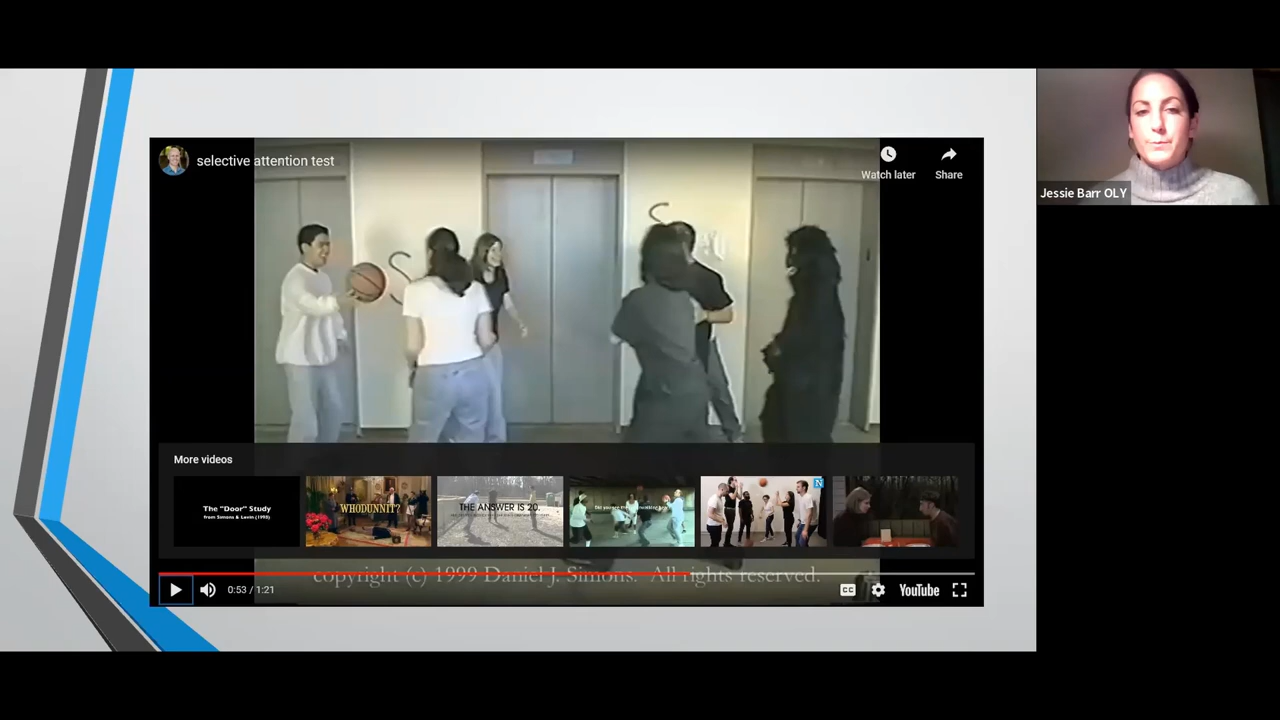 selective attention test
Watch later
Share
Jessie Barr OLY
S
S
More videos
The "Door" Study
from Simons & Levin (1998)
WHODUNNIT?
THE ANSWER IS 20.
N
copyright (c) 1999 Daniel J. Simons. All rights reserved.
0:53 / 1:21
CC
YouTube